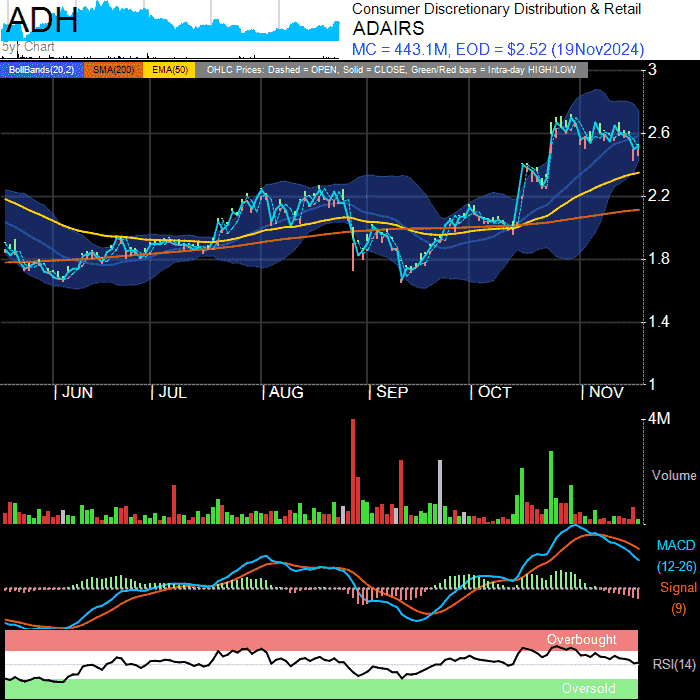 ADH
5yr Chart
Consumer Discretionary Distribution & Retail
ADAIRS
MC = 443.1M, EOD = $2.52 (19Nov2024)
BollBands(20,2) SMA(200) EMA(50) OHLC Prices: Dashed = OPEN, Solid = CLOSE, Green/Red bars = Intra-day HIGH/LOW
3
2.6
2.2
1.8
1.4
1
| JUN | JUL | AUG | SEP | OCT | NOV
4M
Volume
MACD
(12-26)
Signal
(9)
Overbought
RSI(14)
Oversold